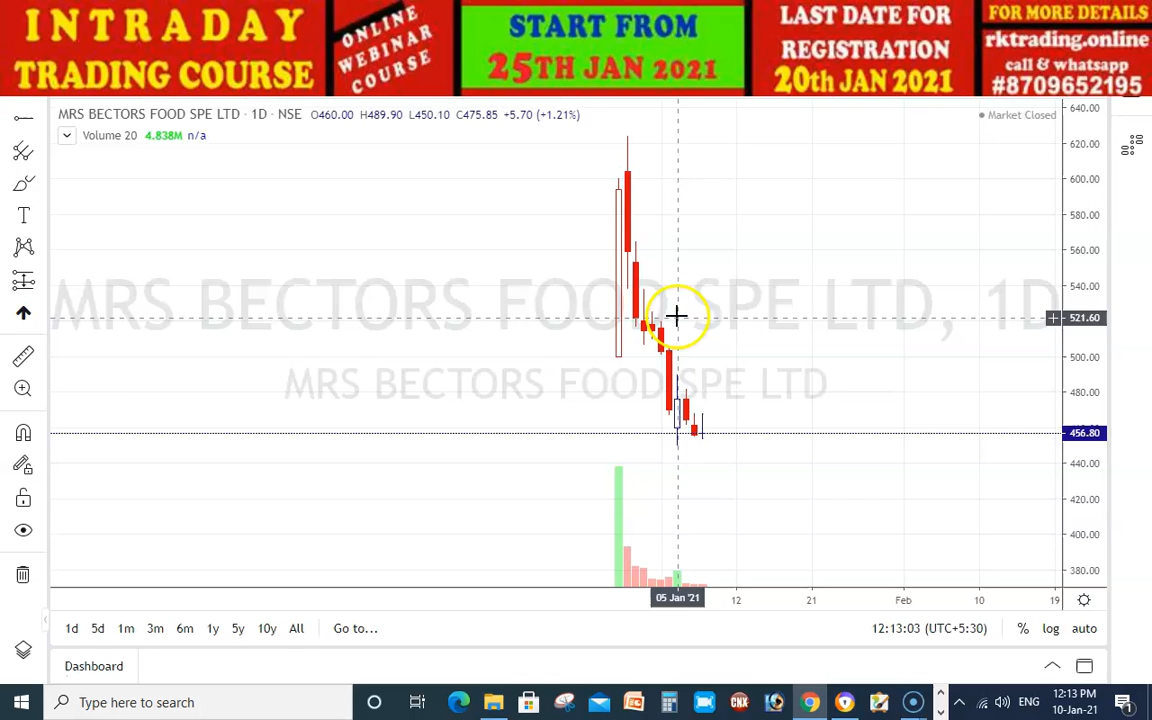 INTRADAY
TRADING COURSE
ONLINE
WEBINAR
COURSE
START FROM
25TH JAN 2021
LAST DATE FOR
REGISTRATION
20th JAN 2021
FOR MORE DETAILS
rktrading.online
call & whatsapp
#8709652195
MRS BECTORS FOOD SPE LTD · 1D · NSE O460.00 H489.90 L450.10 C475.85 +5.70 (+1.21%)
Market Closed
Volume 20 4.838M n/a
MRS BECTORS FOOD SPE LTD, 1D
MRS BECTORS FOOD SPE LTD
640.00
620.00
600.00
580.00
560.00
540.00
521.60
500.00
480.00
456.80
440.00
420.00
400.00
380.00
05 Jan '21
12
21
Feb
10
19
1d 5d 1m 3m 6m 1y 5y 10y All Go to...
12:13:03 (UTC+5:30) % log auto
Dashboard
Type here to search
CNX
ENG
12:13 PM
10-Jan-21
1